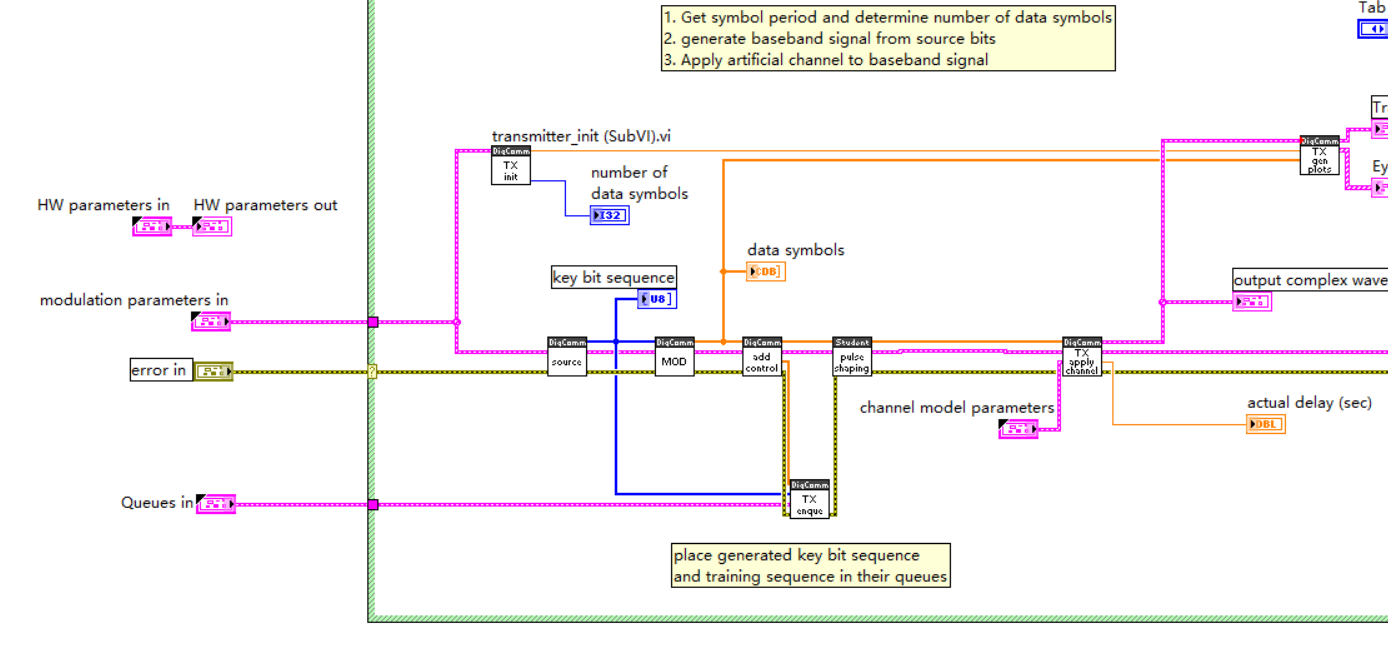 1. Get symbol period and determine number of data symbols
2. generate baseband signal from source bits
3. Apply artificial channel to baseband signal
Tab
transmitter_init (SubVI).vi
DigComm
TX
init
number of
data symbols
I32
DigComm
TX
gen
plots
Tr
Ey
HW parameters in
HW parameters out
data symbols
CDB]
key bit sequence
U8]
output complex wave
modulation parameters in
error in
?
DigComm
source
DigComm
MOD
DigComm
add
control
Student
pulse
shaping
DigComm
TX
apply
channel
channel model parameters
actual delay (sec)
DBL
Queues in
DigComm
TX
enque
place generated key bit sequence
and training sequence in their queues